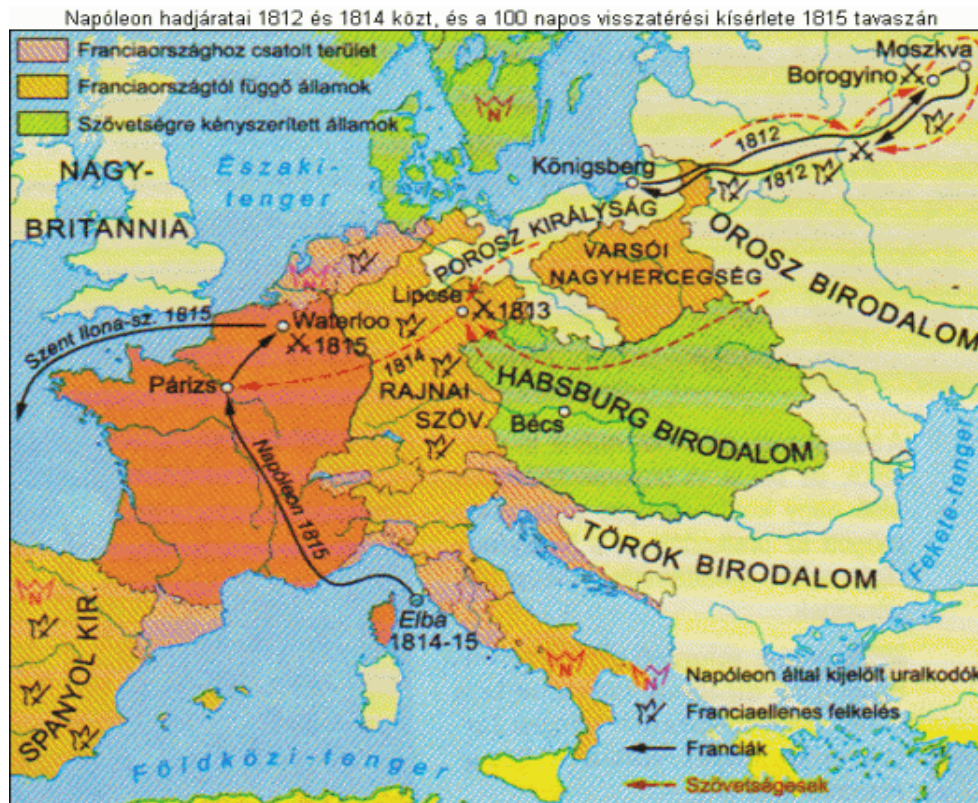 Napóleon hadjáratai 1812 és 1814 közt, és a 100 napos visszatérési kísérlete 1815 tavaszán
Franciaországhoz csatolt terület
Franciaországtól függő államok
Szövetségre kényszerített államok
Moszkva
Borogyino
1812
1812
Königsberg
NAGY-
BRITANNIA
Északi-
tenger
N
POROSZ KIRÁLYSÁG
VARSÓI
NAGYHERCEGSÉG
OROSZ BIRODALOM
N
Lipcse
1813
Waterloo
1815
Szent Ilona-sz. 1815
1814
Párizs
RAJNAI
SZÖV.
HABSBURG BIRODALOM
Bécs
Napóleon 1815
TÖRÖK BIRODALOM
Fekete-tenger
Elba
1814-15
N
SPANYOL KIR.
N
N
Napóleon által kijelölt uralkodók
Franciaellenes felkelés
Franciák
Szövetségesek
Földközi-tenger